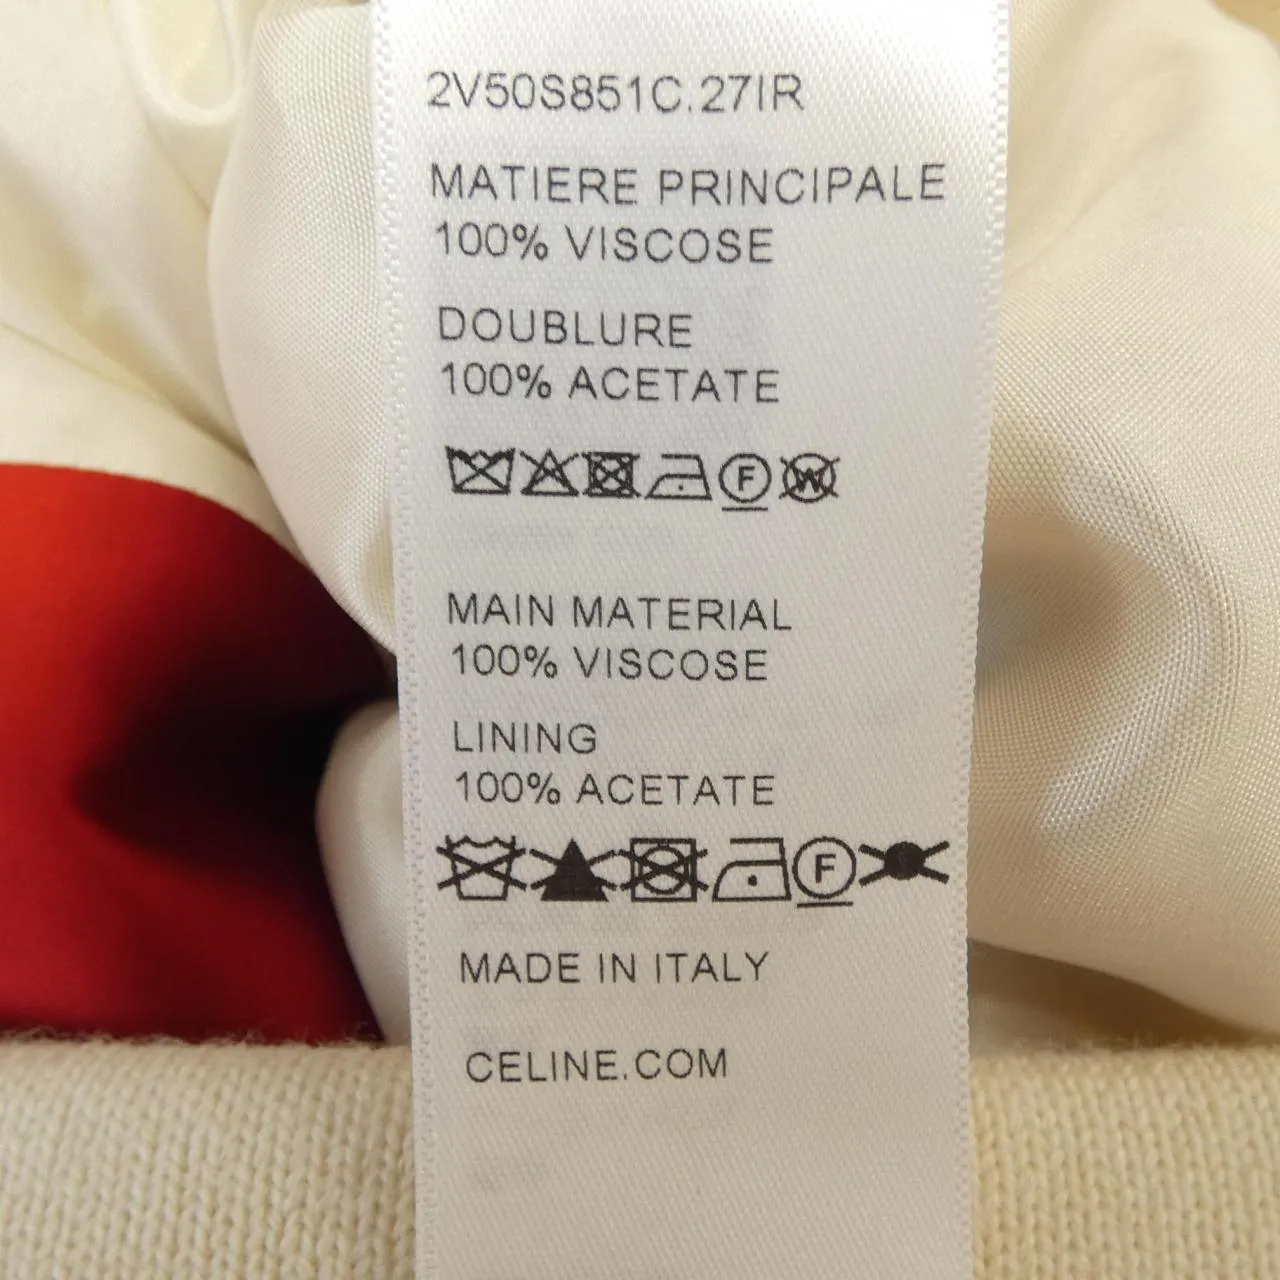 2V50S851C.27IR
MATIERE PRINCIPALE
100% VISCOSE
DOUBLURE
100% ACETATE
F W
MAIN MATERIAL
100% VISCOSE
LINING
100% ACETATE
F
MADE IN ITALY
CELINE.COM